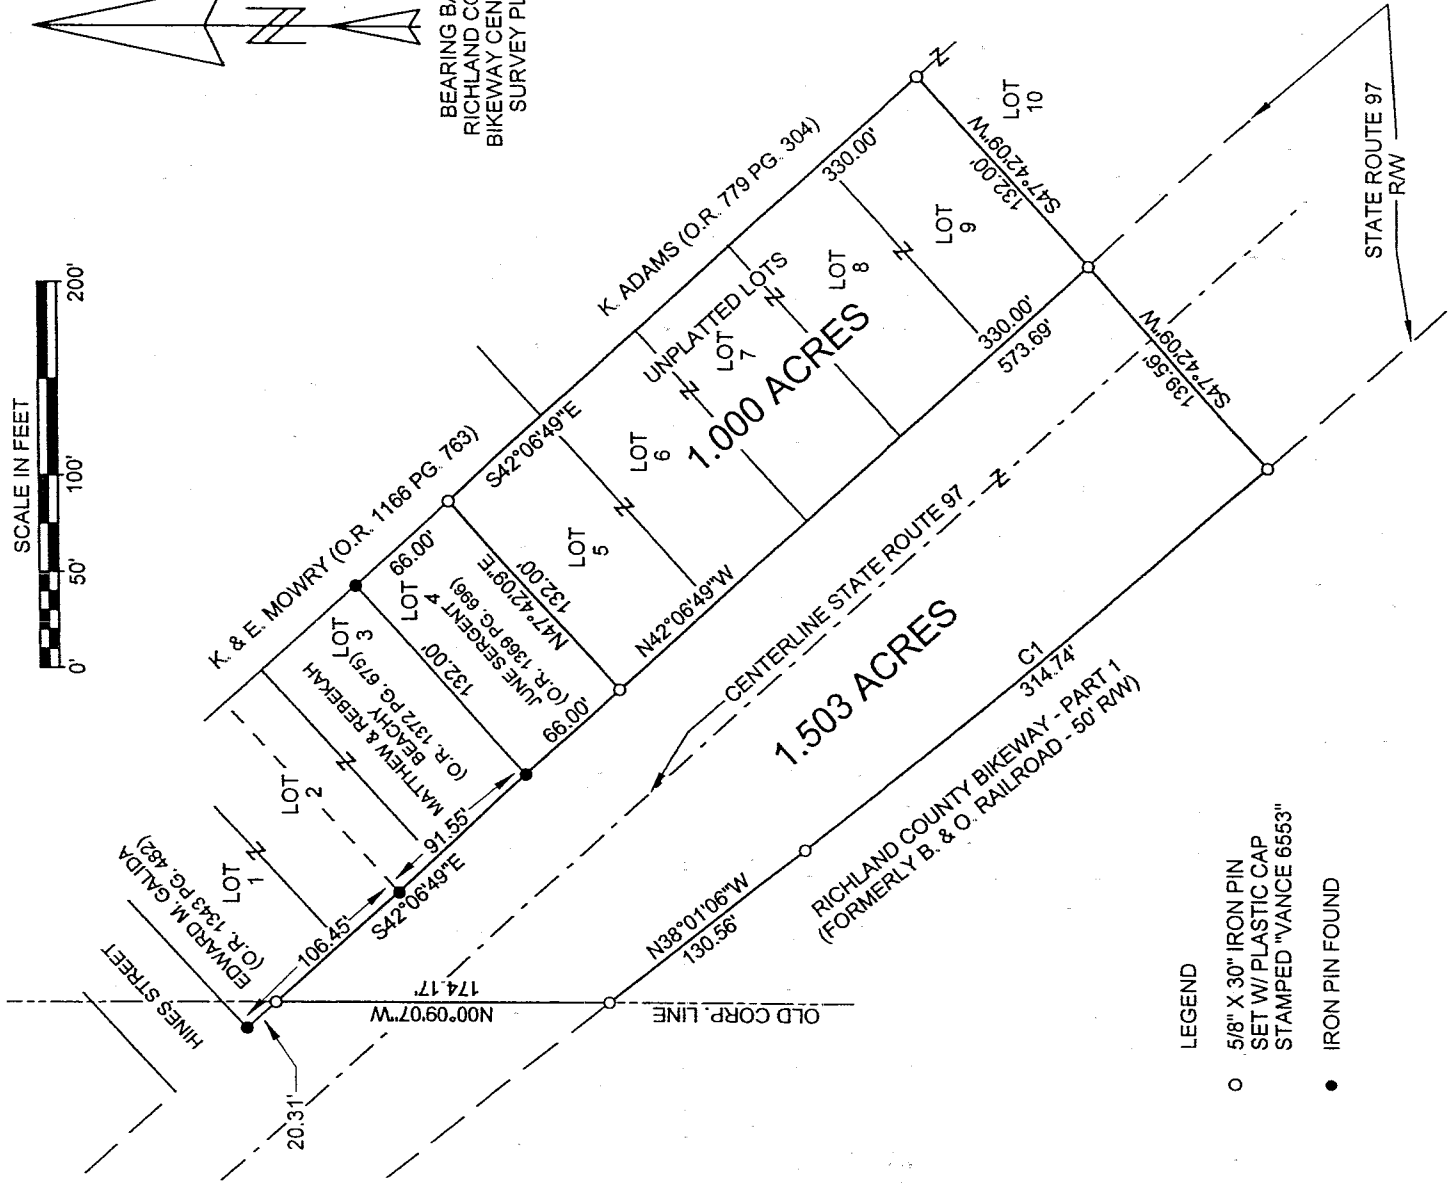 SCALE IN FEET
0' 50' 100' 200'
BEARING BA
RICHLAND CO
BIKEWAY CEN
SURVEY PL
K. & E. MOWRY (O.R. 1166 PG. 763)
K. ADAMS (O.R. 779 PG. 304)
HINES STREET
EDWARD M. GALIDA
(O.R. 1343 PG. 482)
LOT
1
LOT
2
LOT
3
MATTHEW & REBEKAH
BEACHY
(O.R. 1372 PG. 675)
LOT
4
JUNE SERGENT
(O.R. 1369 PG. 696)
LOT
5
LOT
6
LOT
7
LOT
8
LOT
9
LOT
10
UNPLATTED LOTS
1.000 ACRES
66.00'
S42°06'49"E
330.00'
132.00'
N47°42'09"E
132.00'
S47°42'09"W
132.00'
106.45'
91.55'
S42°06'49"E
66.00'
N42°06'49"W
330.00'
573.69'
20.31'
N00°09'07"W
174.17'
OLD CORP. LINE
CENTERLINE STATE ROUTE 97
1.503 ACRES
S47°42'09"W
139.56'
N38°01'06"W
130.56'
C1
314.74'
RICHLAND COUNTY BIKEWAY - PART 1
(FORMERLY B. & O. RAILROAD - 50' R/W)
STATE ROUTE 97
R/W
LEGEND
5/8" X 30" IRON PIN
SET W/ PLASTIC CAP
STAMPED "VANCE 6553"
IRON PIN FOUND